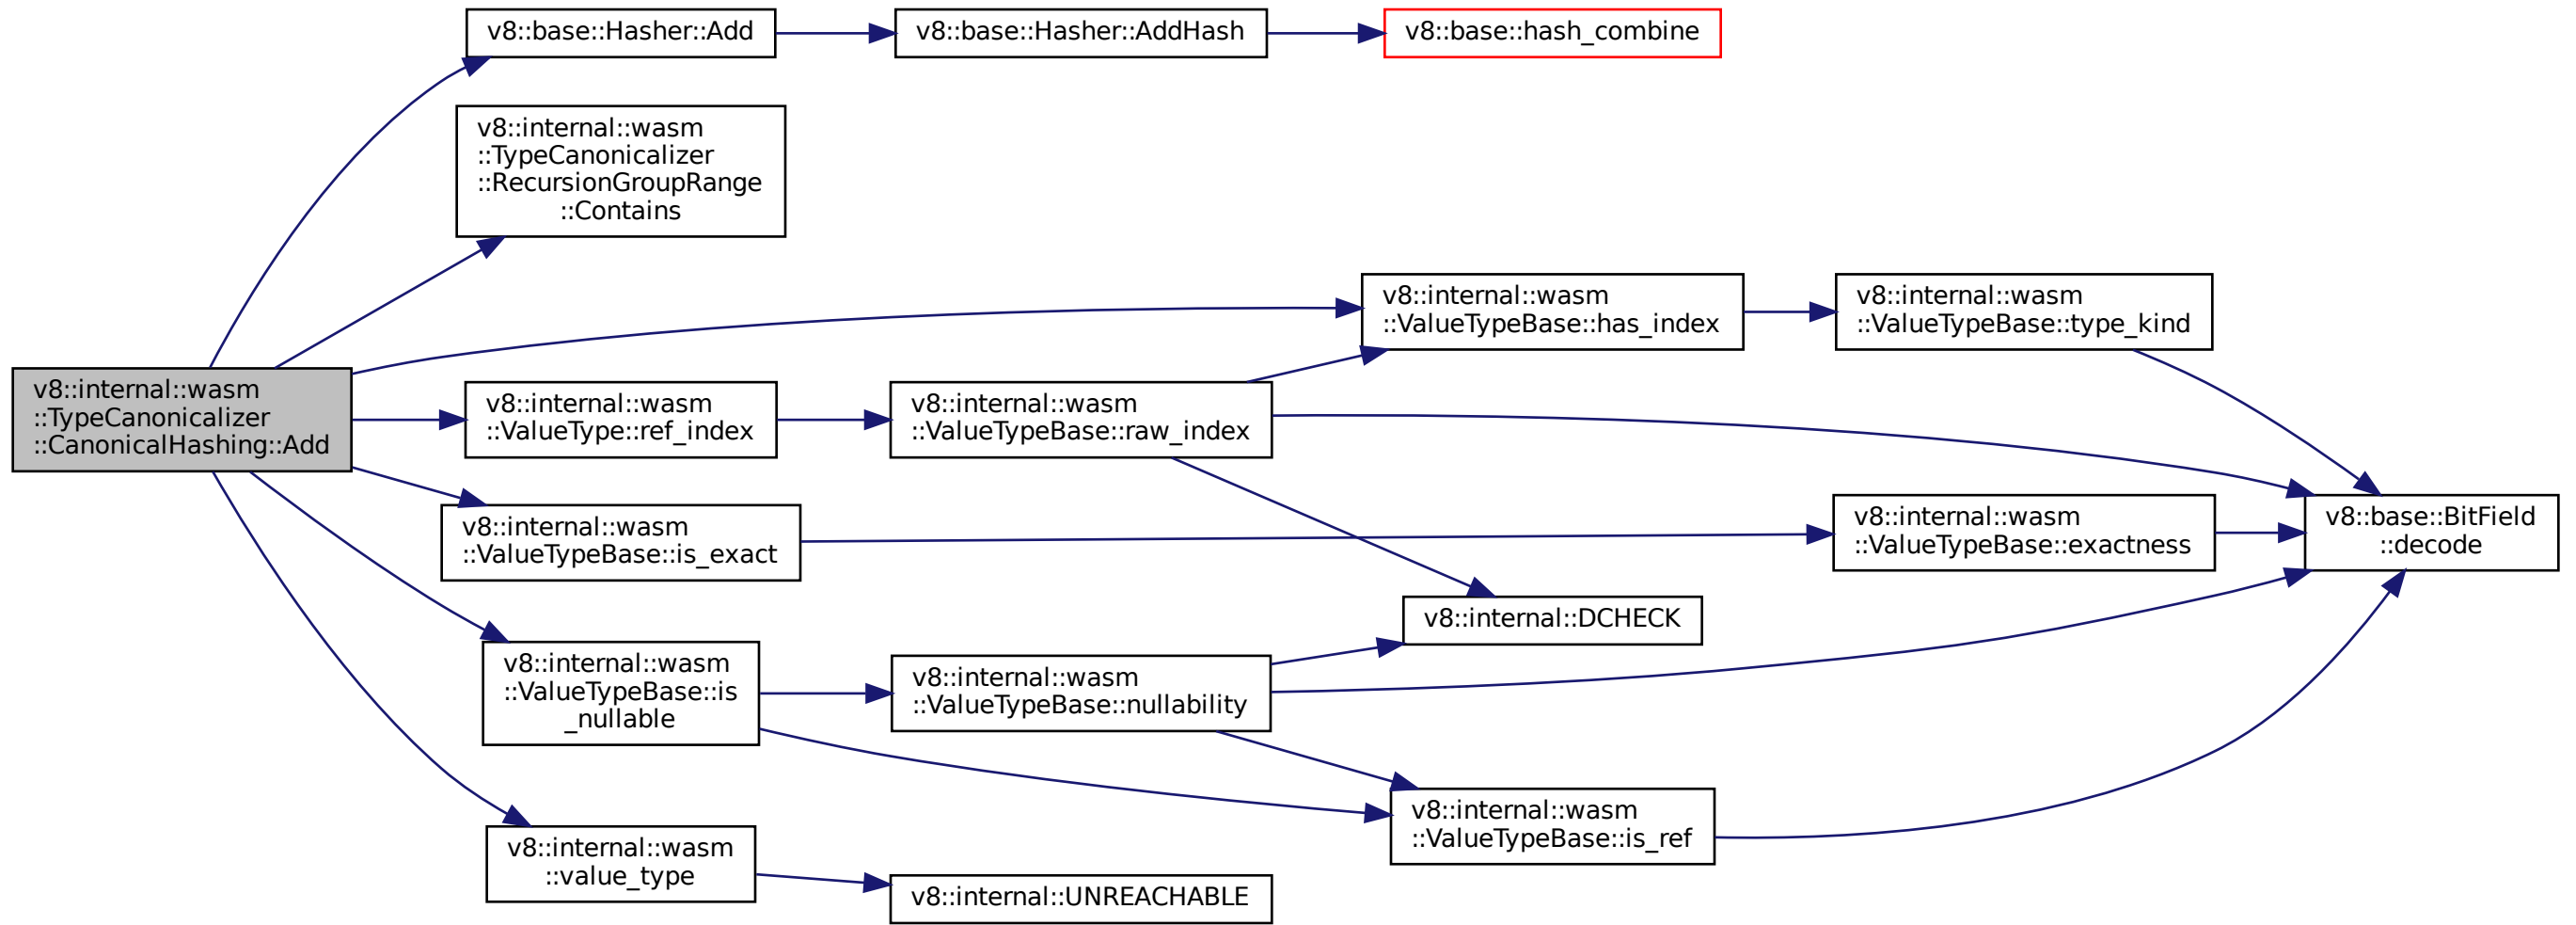 v8::base::Hasher::Add
v8::base::Hasher::AddHash
v8::base::hash_combine
v8::internal::wasm
::TypeCanonicalizer
::RecursionGroupRange
::Contains
v8::internal::wasm
::ValueTypeBase::has_index
v8::internal::wasm
::ValueTypeBase::type_kind
v8::internal::wasm
::TypeCanonicalizer
::CanonicalHashing::Add
v8::internal::wasm
::ValueType::ref_index
v8::internal::wasm
::ValueTypeBase::raw_index
v8::internal::wasm
::ValueTypeBase::is_exact
v8::internal::wasm
::ValueTypeBase::exactness
v8::base::BitField
::decode
v8::internal::DCHECK
v8::internal::wasm
::ValueTypeBase::is
_nullable
v8::internal::wasm
::ValueTypeBase::nullability
v8::internal::wasm
::ValueTypeBase::is_ref
v8::internal::wasm
::value_type
v8::internal::UNREACHABLE